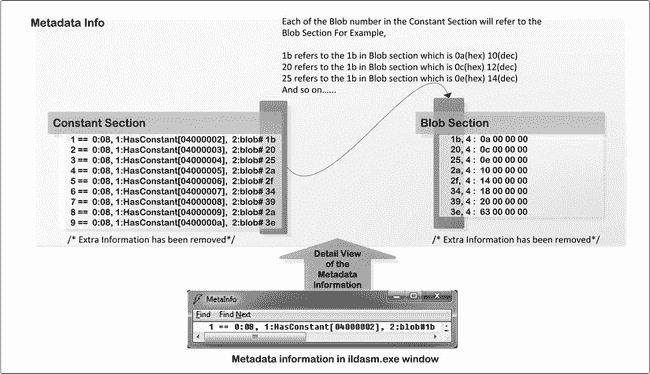 Metadata Info
Each of the Blob number in the Constant Section will refer to the
Blob Section For Example,
1b refers to the 1b in Blob section which is 0a(hex) 10(dec)
20 refers to the 1b in Blob section which is 0c(hex) 12(dec)
25 refers to the 1b in Blob section which is 0e(hex) 14(dec)
And so on......
Constant Section
1 == 0:08, 1:HasConstant[04000002], 2:blob# 1b
2 == 0:08, 1:HasConstant[04000003], 2:blob# 20
3 == 0:08, 1:HasConstant[04000004], 2:blob# 25
4 == 0:08, 1:HasConstant[04000005], 2:blob# 2a
5 == 0:08, 1:HasConstant[04000006], 2:blob# 2f
6 == 0:08, 1:HasConstant[04000007], 2:blob# 34
7 == 0:08, 1:HasConstant[04000008], 2:blob# 39
8 == 0:08, 1:HasConstant[04000009], 2:blob# 2a
9 == 0:08, 1:HasConstant[0400000a], 2:blob# 3e
/* Extra Information has been removed*/
Blob Section
1b, 4 : 0a 00 00 00
20, 4 : 0c 00 00 00
25, 4 : 0e 00 00 00
2a, 4 : 10 00 00 00
2f, 4 : 14 00 00 00
34, 4 : 18 00 00 00
39, 4 : 20 00 00 00
3e, 4 : 63 00 00 00
/* Extra Information has been removed*/
Detail View
of the
Metadata
Information
MetaInfo
Find Find Next
1 == 0:08, 1:HasConstant[04000002], 2:blob#1b
Metadata information in ildasm.exe window